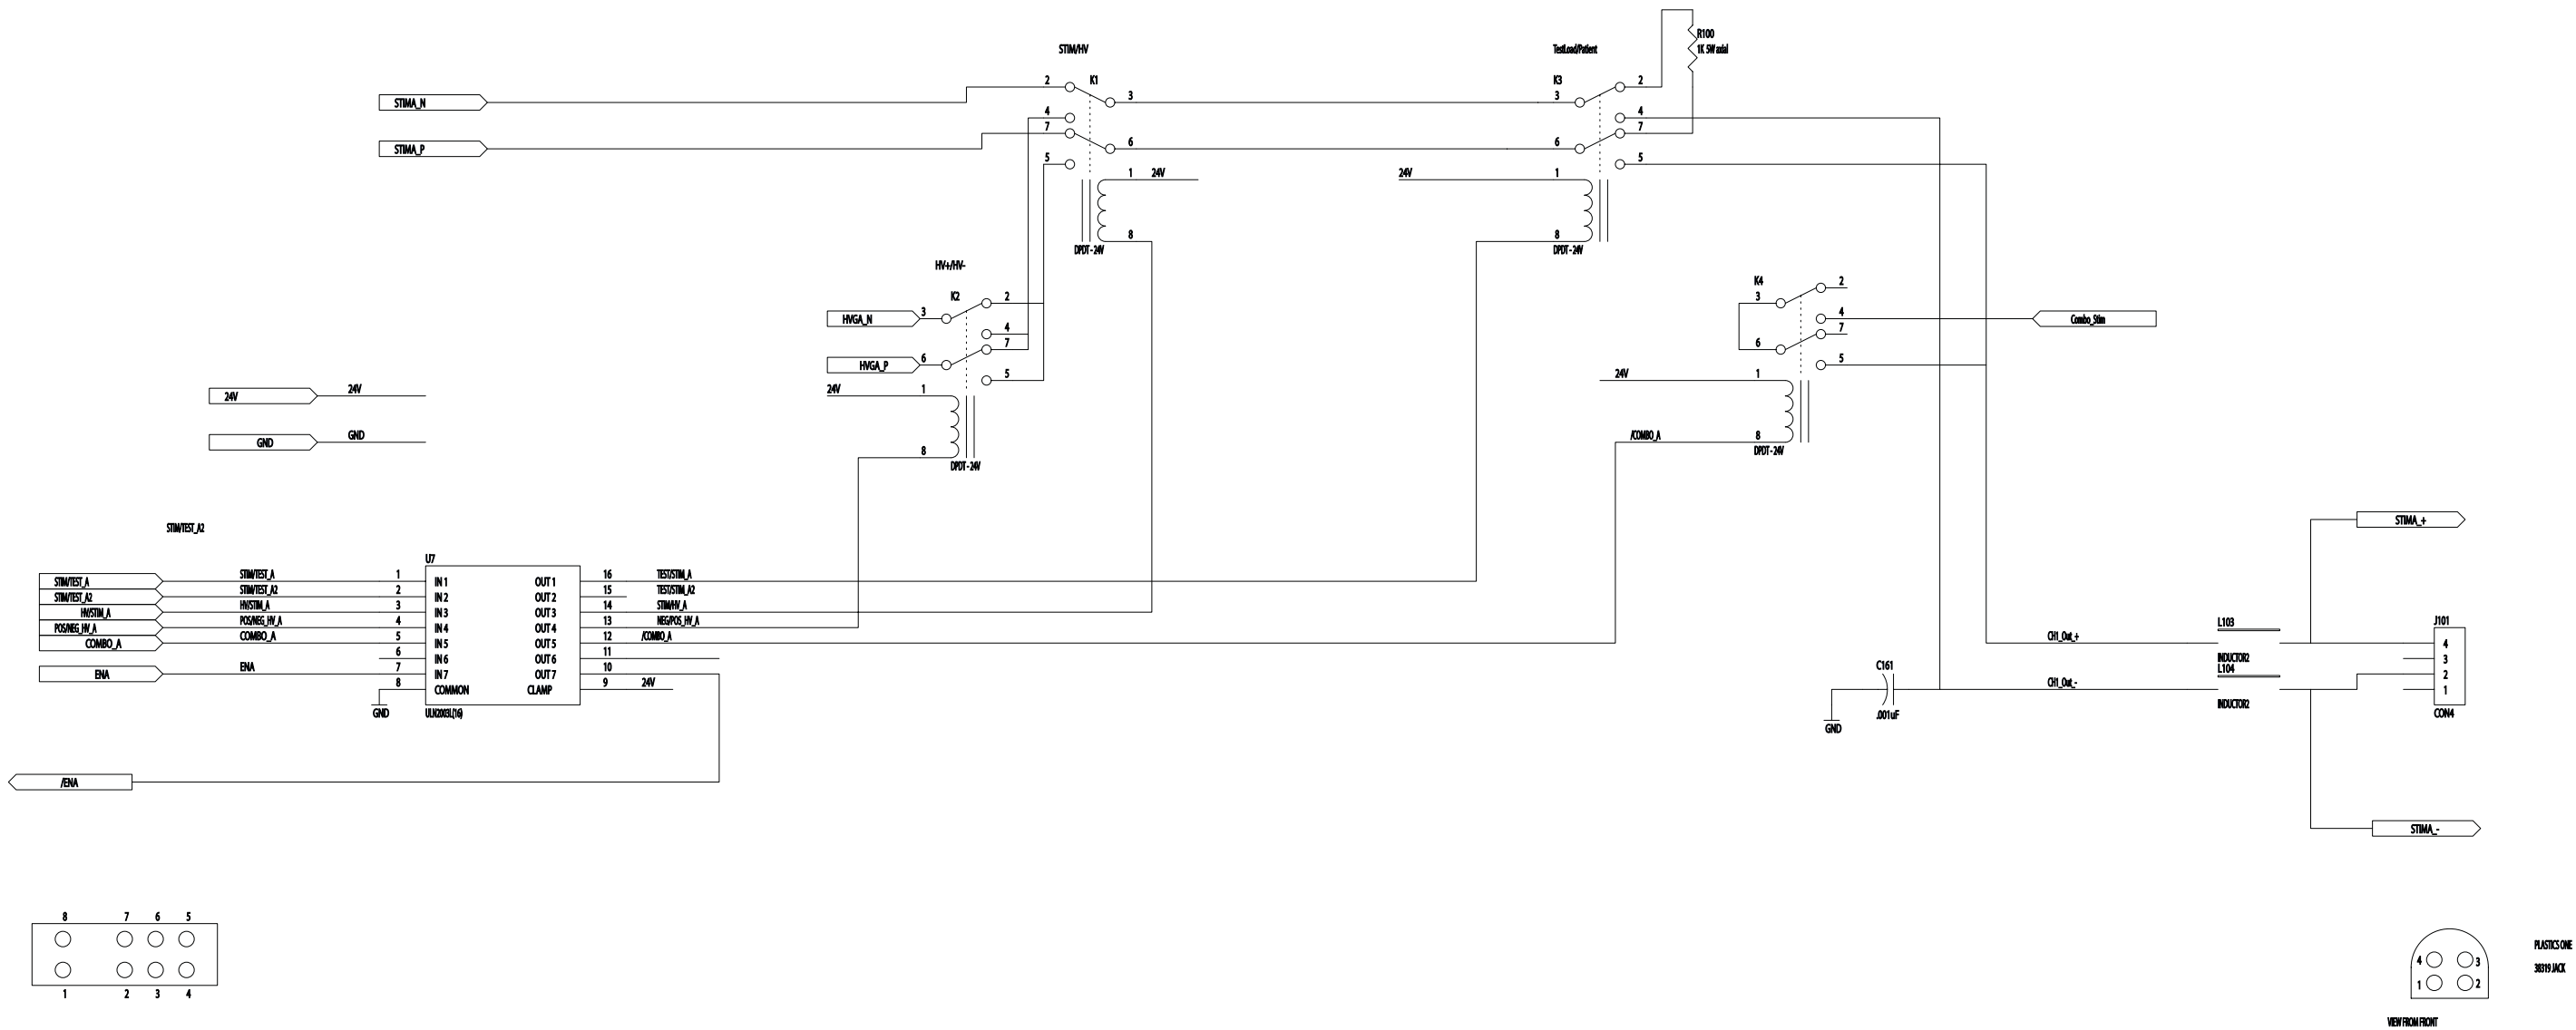 R100
1K 5W axial
STIM/HV
TestLoad/Patient
2 K1 K3 2
STIMA_N 3 3
4 4
7 7
STIMA_P 6 6
5 5
1 24V 24V 1
8 8
DPDT - 24V DPDT - 24V
HV+/HV-
K2 2 K4 2
HVGA_N 3 3
4 4 Combo_Stim
7 7
HVGA_P 6 6
5 5
24V 1 24V 1
24V 24V
GND GND
8 /COMBO_A 8
DPDT - 24V DPDT - 24V
STIMA_+
STIM/TEST_A2
U7
STIM/TEST_A STIM/TEST_A 1 IN 1 OUT 1 16 TEST/STIM_A
STIM/TEST_A2 STIM/TEST_A2 2 IN 2 OUT 2 15 TEST/STIM_A2
HV/STIM_A HV/STIM_A 3 IN 3 OUT 3 14 STIM/HV_A
POS/NEG_HV_A POS/NEG_HV_A 4 IN 4 OUT 4 13 NEG/POS_HV_A
COMBO_A COMBO_A 5 IN 5 OUT 5 12 /COMBO_A
6 IN 6 OUT 6 11
ENA ENA 7 IN 7 OUT 7 10
8 COMMON CLAMP 9 24V
GND ULN2003L(16)
L103 J101
CH1_Out_+ 4
INDUCTOR2 3
C161 L104 2
CH1_Out_- 1
.001uF INDUCTOR2 CON4
GND
/ENA
STIMA_-
8 7 6 5
1 2 3 4
4 3
1 2
PLASTICS ONE
38319 JACK
VIEW FROM FRONT